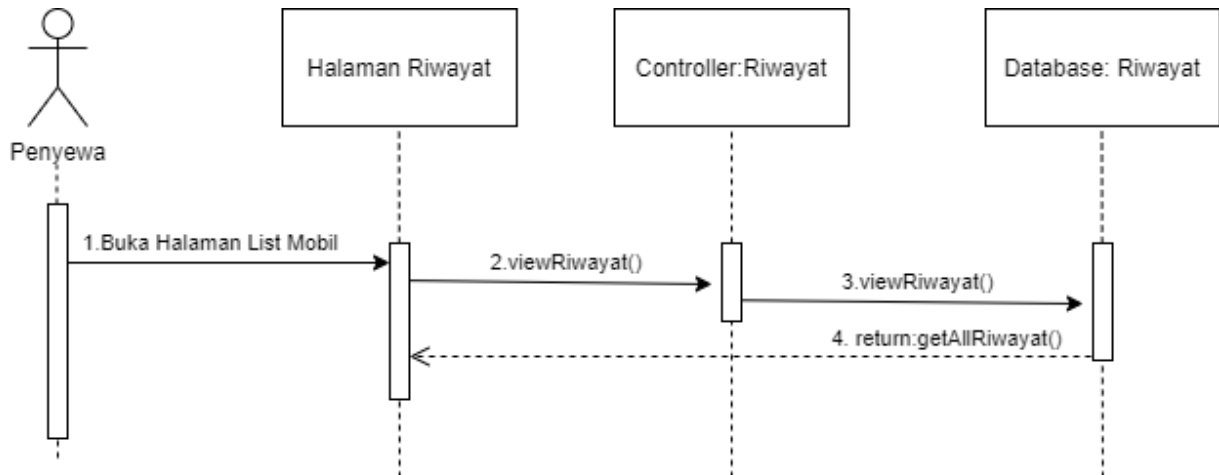 Halaman Riwayat
Controller:Riwayat
Database: Riwayat
Penyewa
1.Buka Halaman List Mobil
2.viewRiwayat()
3.viewRiwayat()
4. return:getAllRiwayat()